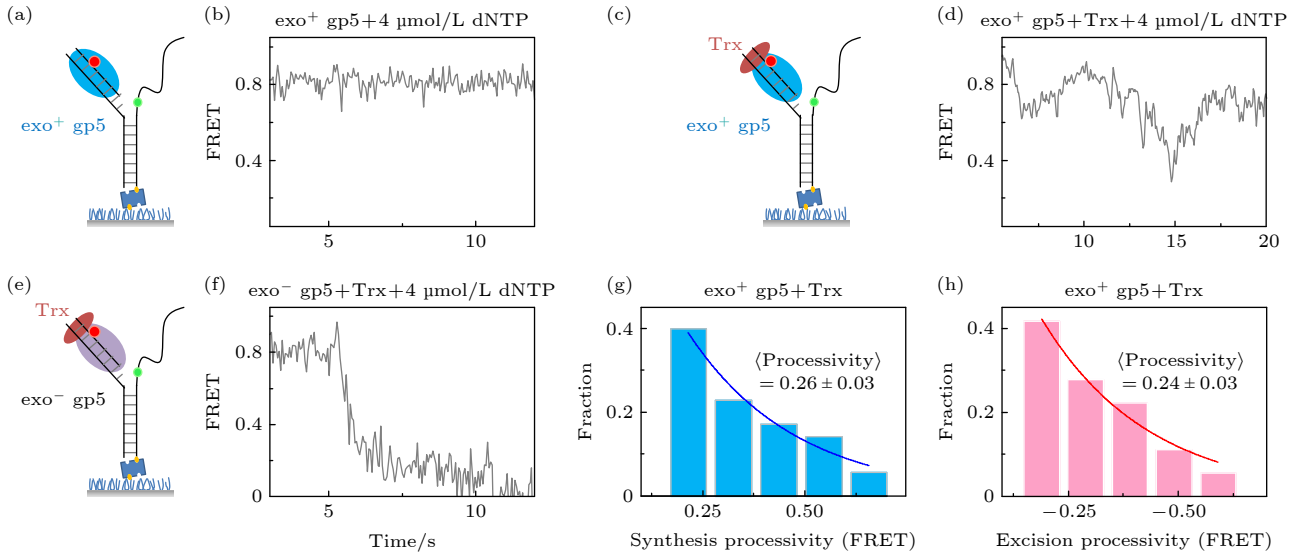 (a)
exo⁺ gp5
(b)
exo⁺ gp5+4 µmol/L dNTP
FRET
0.8
0.4
5
10
(c)
Trx
exo⁺ gp5
(d)
exo⁺ gp5+Trx+4 µmol/L dNTP
FRET
0.8
0.4
10
15
20
(e)
Trx
exo⁻ gp5
(f)
exo⁻ gp5+Trx+4 µmol/L dNTP
FRET
0.8
0.4
0
5
10
Time/s
(g)
exo⁺ gp5+Trx
Fraction
0.4
0.2
0
⟨Processivity⟩
=0.26±0.03
0.25
0.50
Synthesis processivity (FRET)
(h)
exo⁺ gp5+Trx
Fraction
0.4
0.2
0
⟨Processivity⟩
=0.24±0.03
−0.25
−0.50
Excision processivity (FRET)